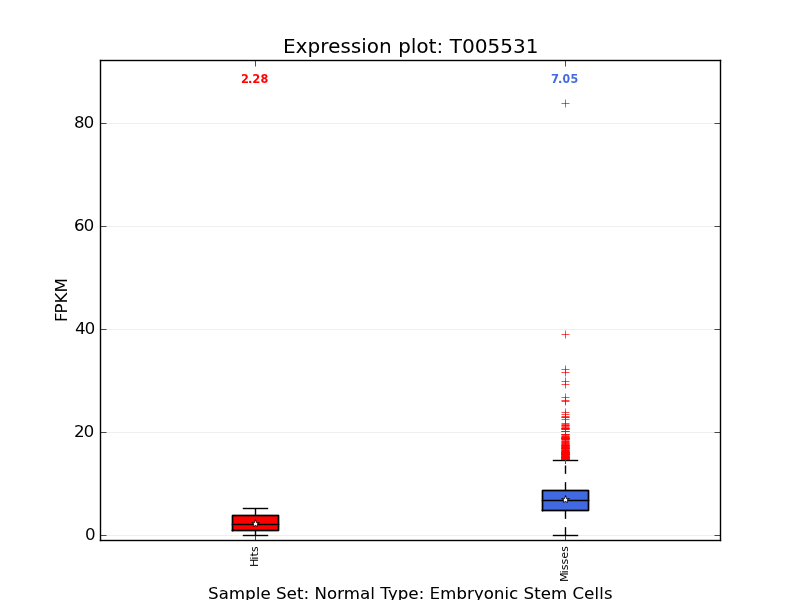 Expression plot: T005531
2.28
7.05
80
60
40
20
0
FPKM
Hits
Misses
Sample Set: Normal Type: Embryonic Stem Cells